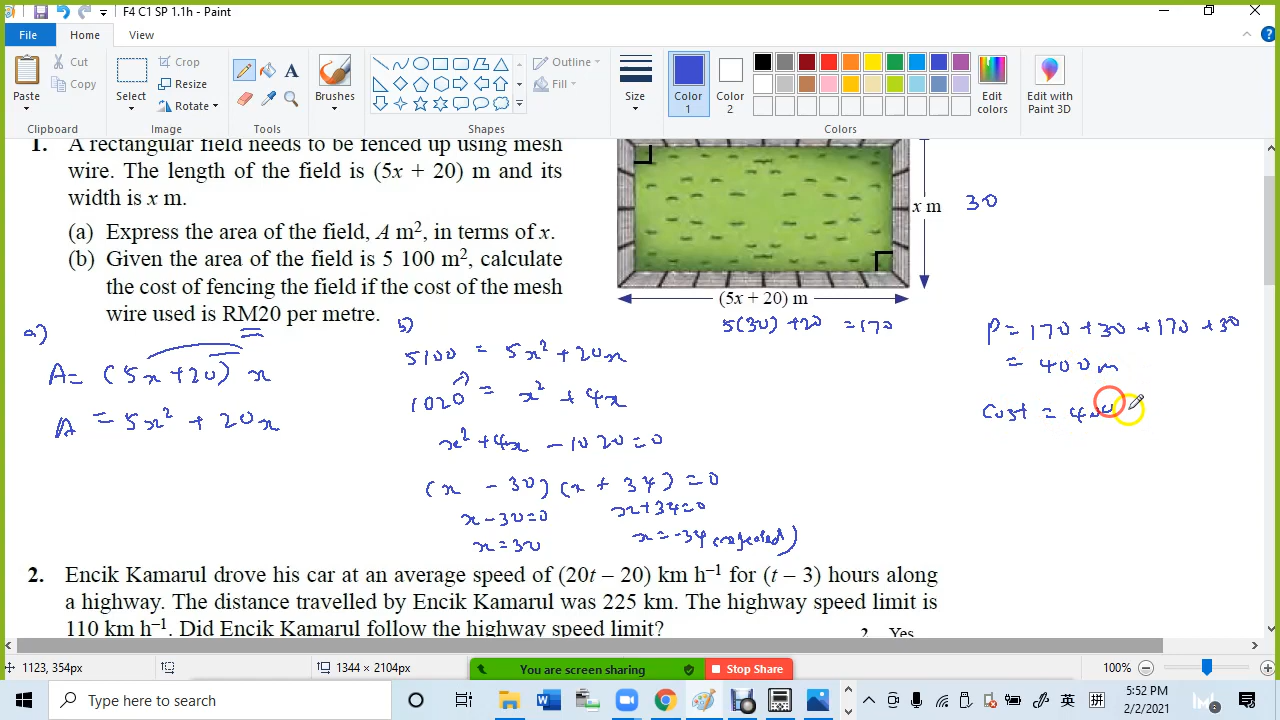 F4 C1 SP 1.1h - Paint
File
Home
View
Paste
Cut
Copy
Clipboard
Select
Crop
Resize
Rotate
Image
A
Tools
Brushes
Shapes
Outline
Fill
Size
Color 1
Color 2
Edit colors
Colors
Edit with Paint 3D
1. A rectangular field needs to be fenced up using mesh
wire. The length of the field is (5x + 20) m and its
width is x m.
(a) Express the area of the field, A m², in terms of x.
(b) Given the area of the field is 5 100 m², calculate
the cost of fencing the field if the cost of the mesh
wire used is RM20 per metre.
x m
30
(5x + 20) m
5(30) +20 = 170
a)
A = (5x+20) x
A = 5x² + 20x
b)
5100 = 5x² + 20x
1020 = x² + 4x
x² + 4x - 1020 = 0
(x - 30) (x + 34) = 0
x - 30 = 0
x + 34 = 0
x = 30
x = -34 (rejected)
P = 170 + 30 + 170 + 30
= 400 m
Cost = 400
2. Encik Kamarul drove his car at an average speed of (20t – 20) km h⁻¹ for (t – 3) hours along
a highway. The distance travelled by Encik Kamarul was 225 km. The highway speed limit is
110 km h⁻¹. Did Encik Kamarul follow the highway speed limit?
2. Yes
1123, 354px
1344 × 2104px
100%
You are screen sharing
Stop Share
Type here to search
英
拼
5:52 PM
2/2/2021